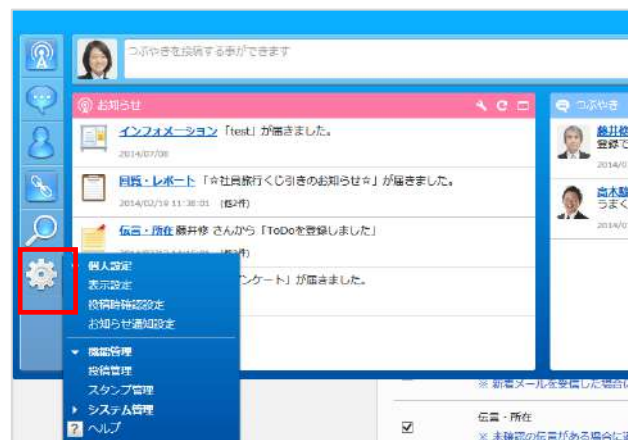 つぶやきを投稿する事ができます
お知らせ
つぶやき
インフォメーション 「test」が届きました。
2014/07/08
回覧・レポート 「☆社員旅行くじ引きのお知らせ☆」が届きました。
2014/02/19 11:38:01 (他2件)
伝言・所在 藤井修 さんから「ToDoを登録しました」
ンケート」が届きました。
藤井修
登録で
2014/0
高木
うまく
2014/0
個人設定
表示設定
投稿時確認設定
お知らせ通知設定
機能管理
投稿管理
スタンプ管理
システム管理
? ヘルプ
※ 新着メールを受信した場合に
伝言・所在
※ 未確認の伝言がある場合に